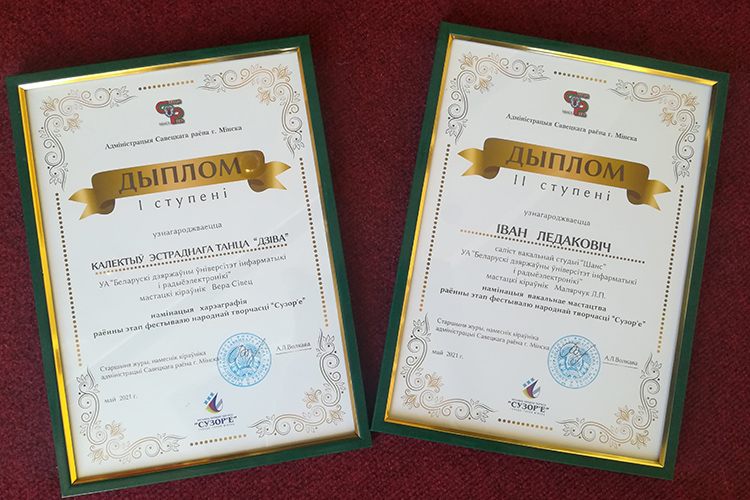 Адміністрацыя Савецкага раёна г. Мінска
ДЫПЛОМ
I ступені
узнагароджваецца
КАЛЕКТЫЎ ЭСТРАДНАГА ТАНЦА "ДЗІВА"
УА "Беларускі дзяржаўны ўніверсітэт інфарматыкі
і радыёэлектронікі"
мастацкі кіраўнік Вера Сівец
намінацыя харэаграфія
раённы этап фестывалю народнай творчасці "Сузор'е"
Старшыня журы, намеснік кіраўніка
адміністрацыі Савецкага раёна г. Мінска
А.Л.Волкава
май 2021 г.
"СУЗОР'Е"
Адміністрацыя Савецкага раёна г. Мінска
ДЫПЛОМ
II ступені
узнагароджваецца
ІВАН ЛЕДАКОВІЧ
саліст вакальнай студыі "Шанс"
УА "Беларускі дзяржаўны ўніверсітэт інфарматыкі
і радыёэлектронікі"
мастацкі кіраўнік Малярчук Л.П.
намінацыя вакальнае мастацтва
раённы этап фестывалю народнай творчасці "Сузор'е"
Старшыня журы, намеснік кіраўніка
адміністрацыі Савецкага раёна г. Мінска
А.Л.Волкава
май 2021 г.
"СУЗОР'Е"